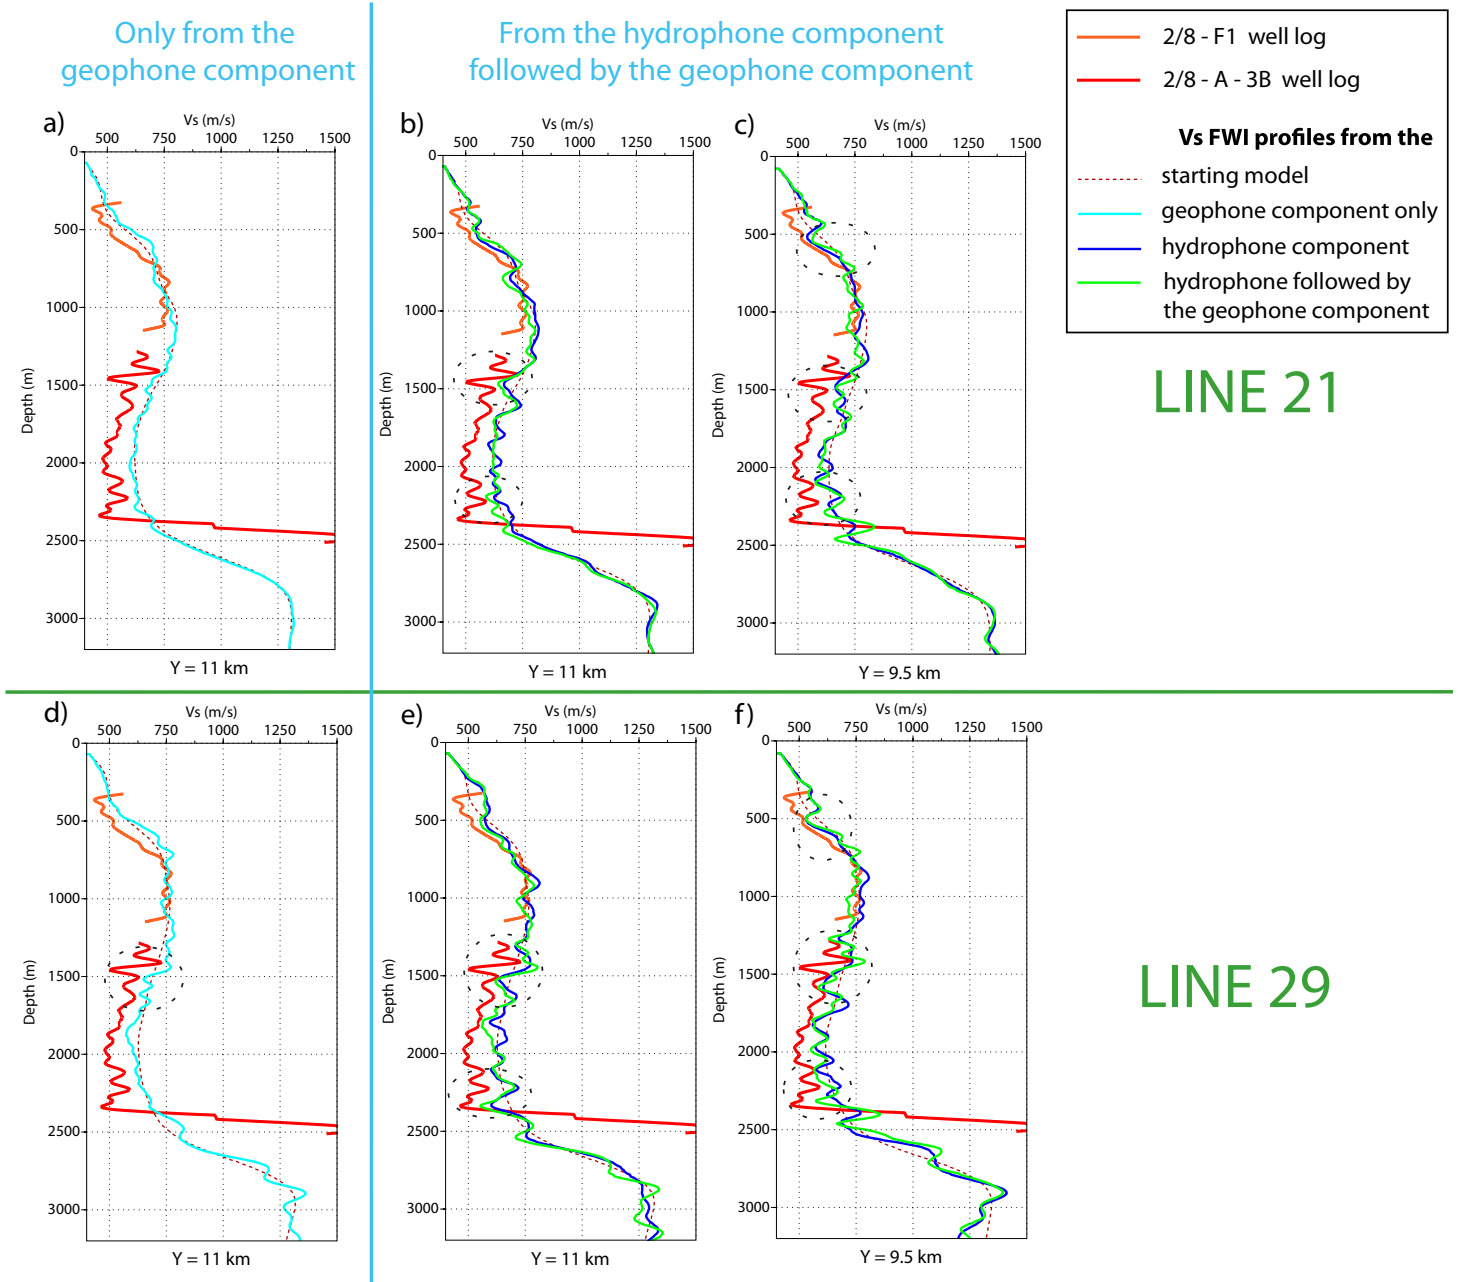 Only from the
geophone component
From the hydrophone component
followed by the geophone component
2/8 - F1 well log
2/8 - A - 3B well log
Vs FWI profiles from the
starting model
geophone component only
hydrophone component
hydrophone followed by
the geophone component
a)
Vs (m/s)
500 750 1000 1250 1500
0
500
1000
1500
2000
2500
3000
Depth (m)
Y = 11 km
b)
Vs (m/s)
500 750 1000 1250 1500
0
500
1000
1500
2000
2500
3000
Depth (m)
Y = 11 km
c)
Vs (m/s)
500 750 1000 1250 1500
0
500
1000
1500
2000
2500
3000
Depth (m)
Y = 9.5 km
LINE 21
d)
Vs (m/s)
500 750 1000 1250 1500
0
500
1000
1500
2000
2500
3000
Depth (m)
Y = 11 km
e)
Vs (m/s)
500 750 1000 1250 1500
0
500
1000
1500
2000
2500
3000
Depth (m)
Y = 11 km
f)
Vs (m/s)
500 750 1000 1250 1500
0
500
1000
1500
2000
2500
3000
Depth (m)
Y = 9.5 km
LINE 29